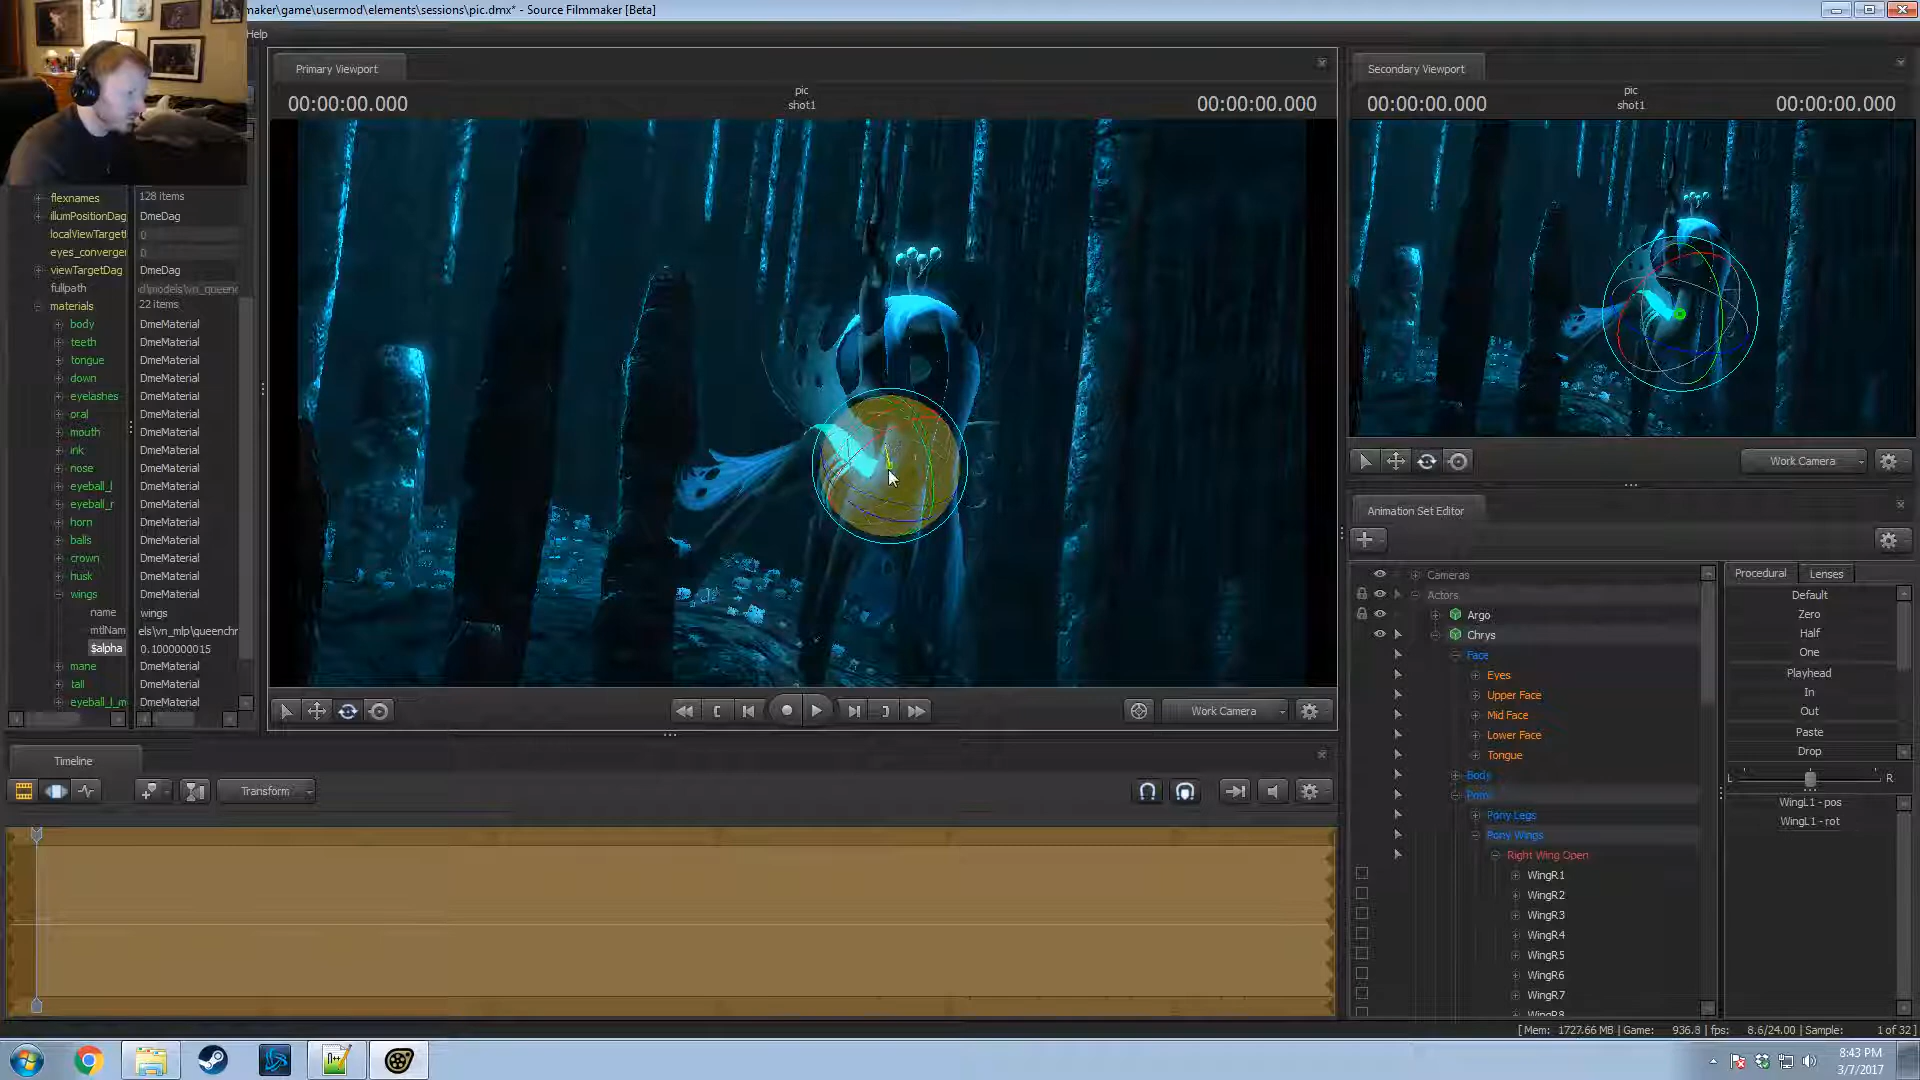 maker\game\usermod\elements\sessions\pic.dmx* - Source Filmmaker [Beta]
Help
Primary Viewport
00:00:00.000
pic
shot1
00:00:00.000
Secondary Viewport
00:00:00.000
pic
shot1
00:00:00.000
flexnames 128 items
illumPositionDag DmeDag
localViewTargetF 0
eyes_converger 0
viewTargetDag DmeDag
fullpath d\models\vn_queenc
materials 22 items
body DmeMaterial
teeth DmeMaterial
tongue DmeMaterial
down DmeMaterial
eyelashes DmeMaterial
oral DmeMaterial
mouth DmeMaterial
ink DmeMaterial
nose DmeMaterial
eyeball_l DmeMaterial
eyeball_r DmeMaterial
horn DmeMaterial
balls DmeMaterial
crown DmeMaterial
husk DmeMaterial
wings DmeMaterial
name wings
mtlNam els\vn_mlp\queenchr
$alpha 0.1000000015
mane DmeMaterial
tail DmeMaterial
eyeball_l_m DmeMaterial
Work Camera
Work Camera
Animation Set Editor
Cameras
Actors
Argo
Chrys
Face
Eyes
Upper Face
Mid Face
Lower Face
Tongue
Body
Pony Legs
Pony Wings
Right Wing Open
WingR1
WingR2
WingR3
WingR4
WingR5
WingR6
WingR7
WingR8
Procedural Lenses
Default
Zero
Half
One
Playhead
In
Out
Paste
Drop
L R
WingL1 - pos
WingL1 - rot
Timeline
Transform
[ Mem: 1727.66 MB | Game: 936.8 | fps: 8.6/24.00 | Sample: 1 of 32 ]
8:43 PM
3/7/2017